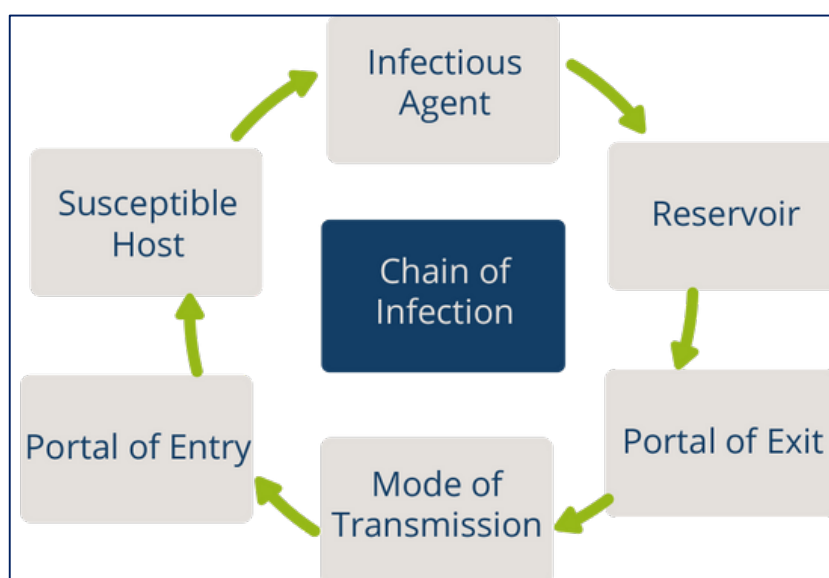 Infectious
Agent
Reservoir
Portal of Exit
Mode of
Transmission
Portal of Entry
Susceptible
Host
Chain of
Infection